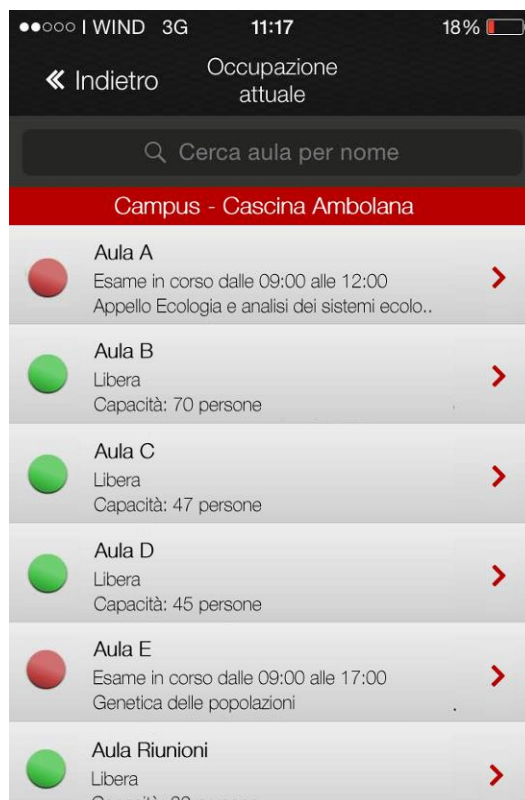 I WIND 3G 11:17 18%
Indietro
Occupazione
attuale
Cerca aula per nome
Campus - Cascina Ambolana
Aula A
Esame in corso dalle 09:00 alle 12:00
Appello Ecologia e analisi dei sistemi ecolo..
Aula B
Libera
Capacità: 70 persone
Aula C
Libera
Capacità: 47 persone
Aula D
Libera
Capacità: 45 persone
Aula E
Esame in corso dalle 09:00 alle 17:00
Genetica delle popolazioni
Aula Riunioni
Libera